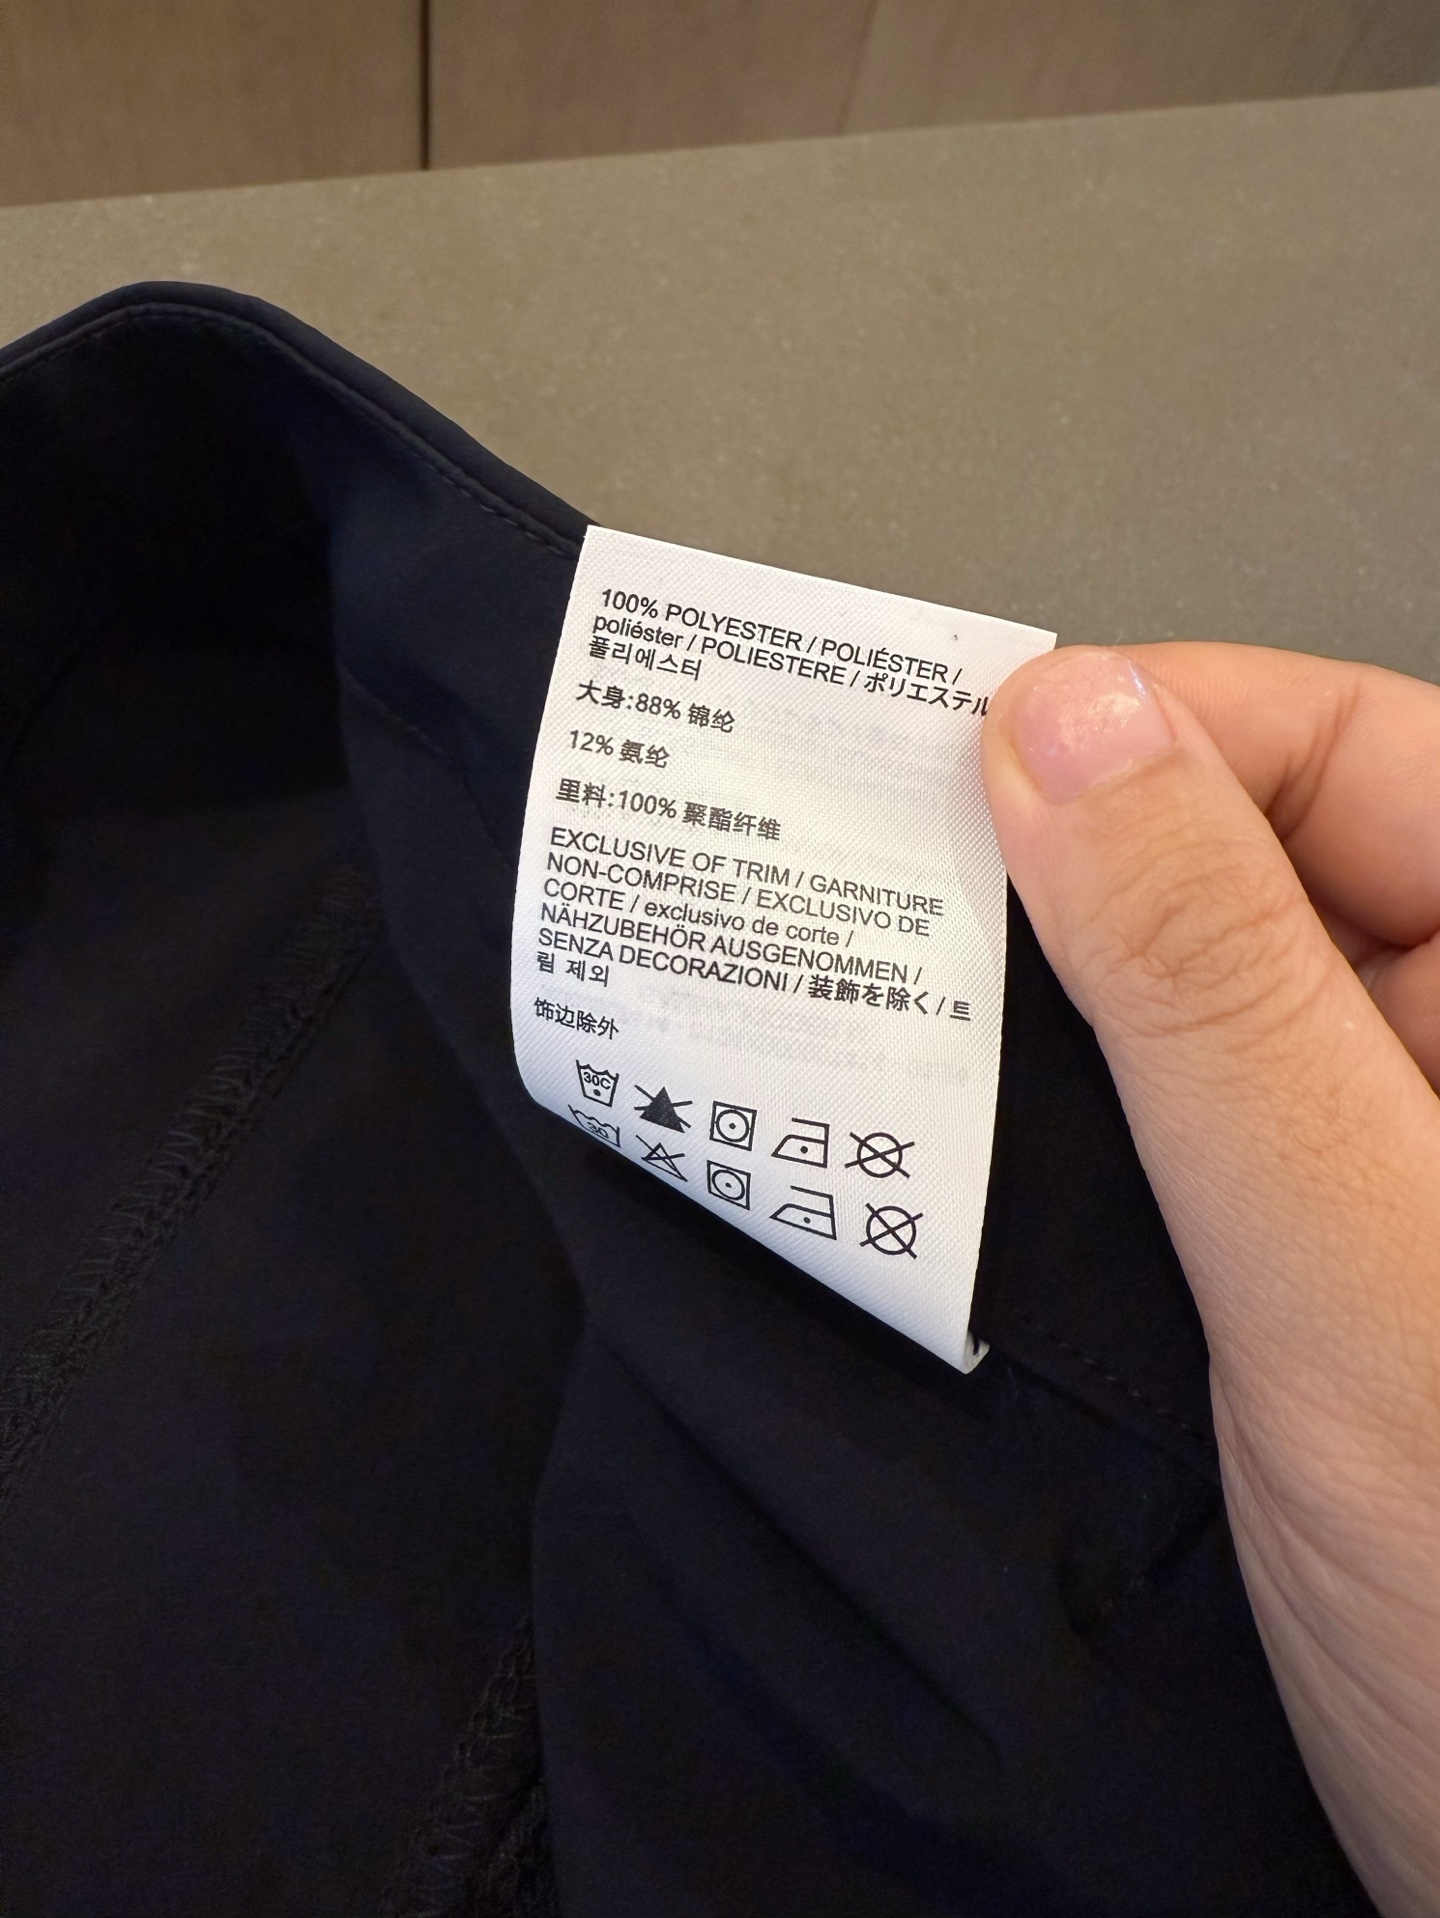 100% POLYESTER / POLIÉSTER /
poliéster / POLIESTERE / ポリエステル
폴리에스터
大身:88% 锦纶
12% 氨纶
里料:100% 聚酯纤维
EXCLUSIVE OF TRIM / GARNITURE
NON-COMPRISE / EXCLUSIVO DE
CORTE / exclusivo de corte /
NÄHZUBEHÖR AUSGENOMMEN /
SENZA DECORAZIONI / 装飾を除く / 트
림 제외
饰边除外
30C
30